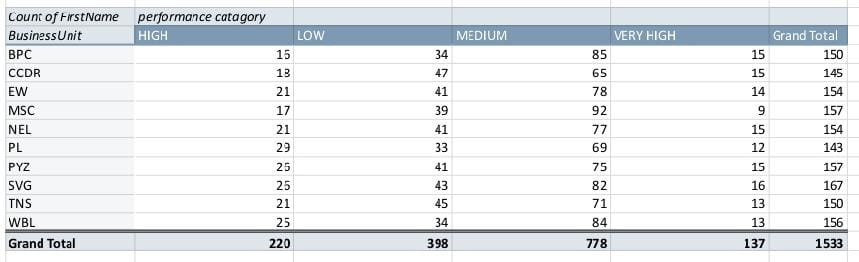 Count of FirstName performance catagory
BusinessUnit HIGH LOW MEDIUM VERY HIGH Grand Total
BPC 16 34 85 15 150
CCDR 18 47 65 15 145
EW 21 41 78 14 154
MSC 17 39 92 9 157
NEL 21 41 77 15 154
PL 29 33 69 12 143
PYZ 26 41 75 15 157
SVG 26 43 82 16 167
TNS 21 45 71 13 150
WBL 25 34 84 13 156
Grand Total 220 398 778 137 1533